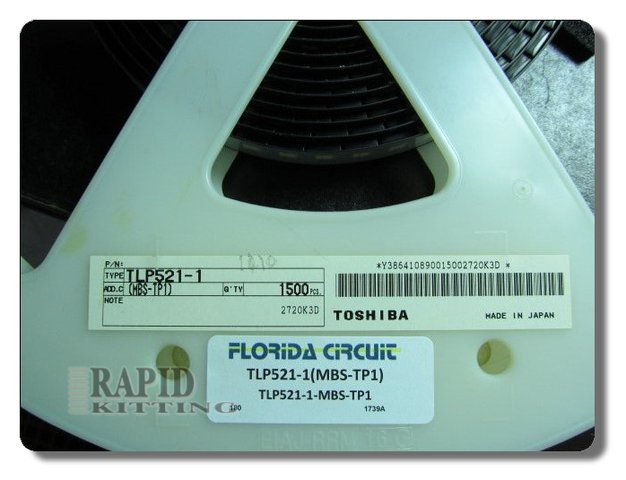 P/N:
TYPE TLP521-1
ADD.C (MBS-TP1) Q'TY 1500 PCS.
NOTE
2720K3D
*Y386410890015002720K3D *
TOSHIBA MADE IN JAPAN
FLORIDA CIRCUIT
TLP521-1(MBS-TP1)
TLP521-1-MBS-TP1
1739A
RAPID
KITTING